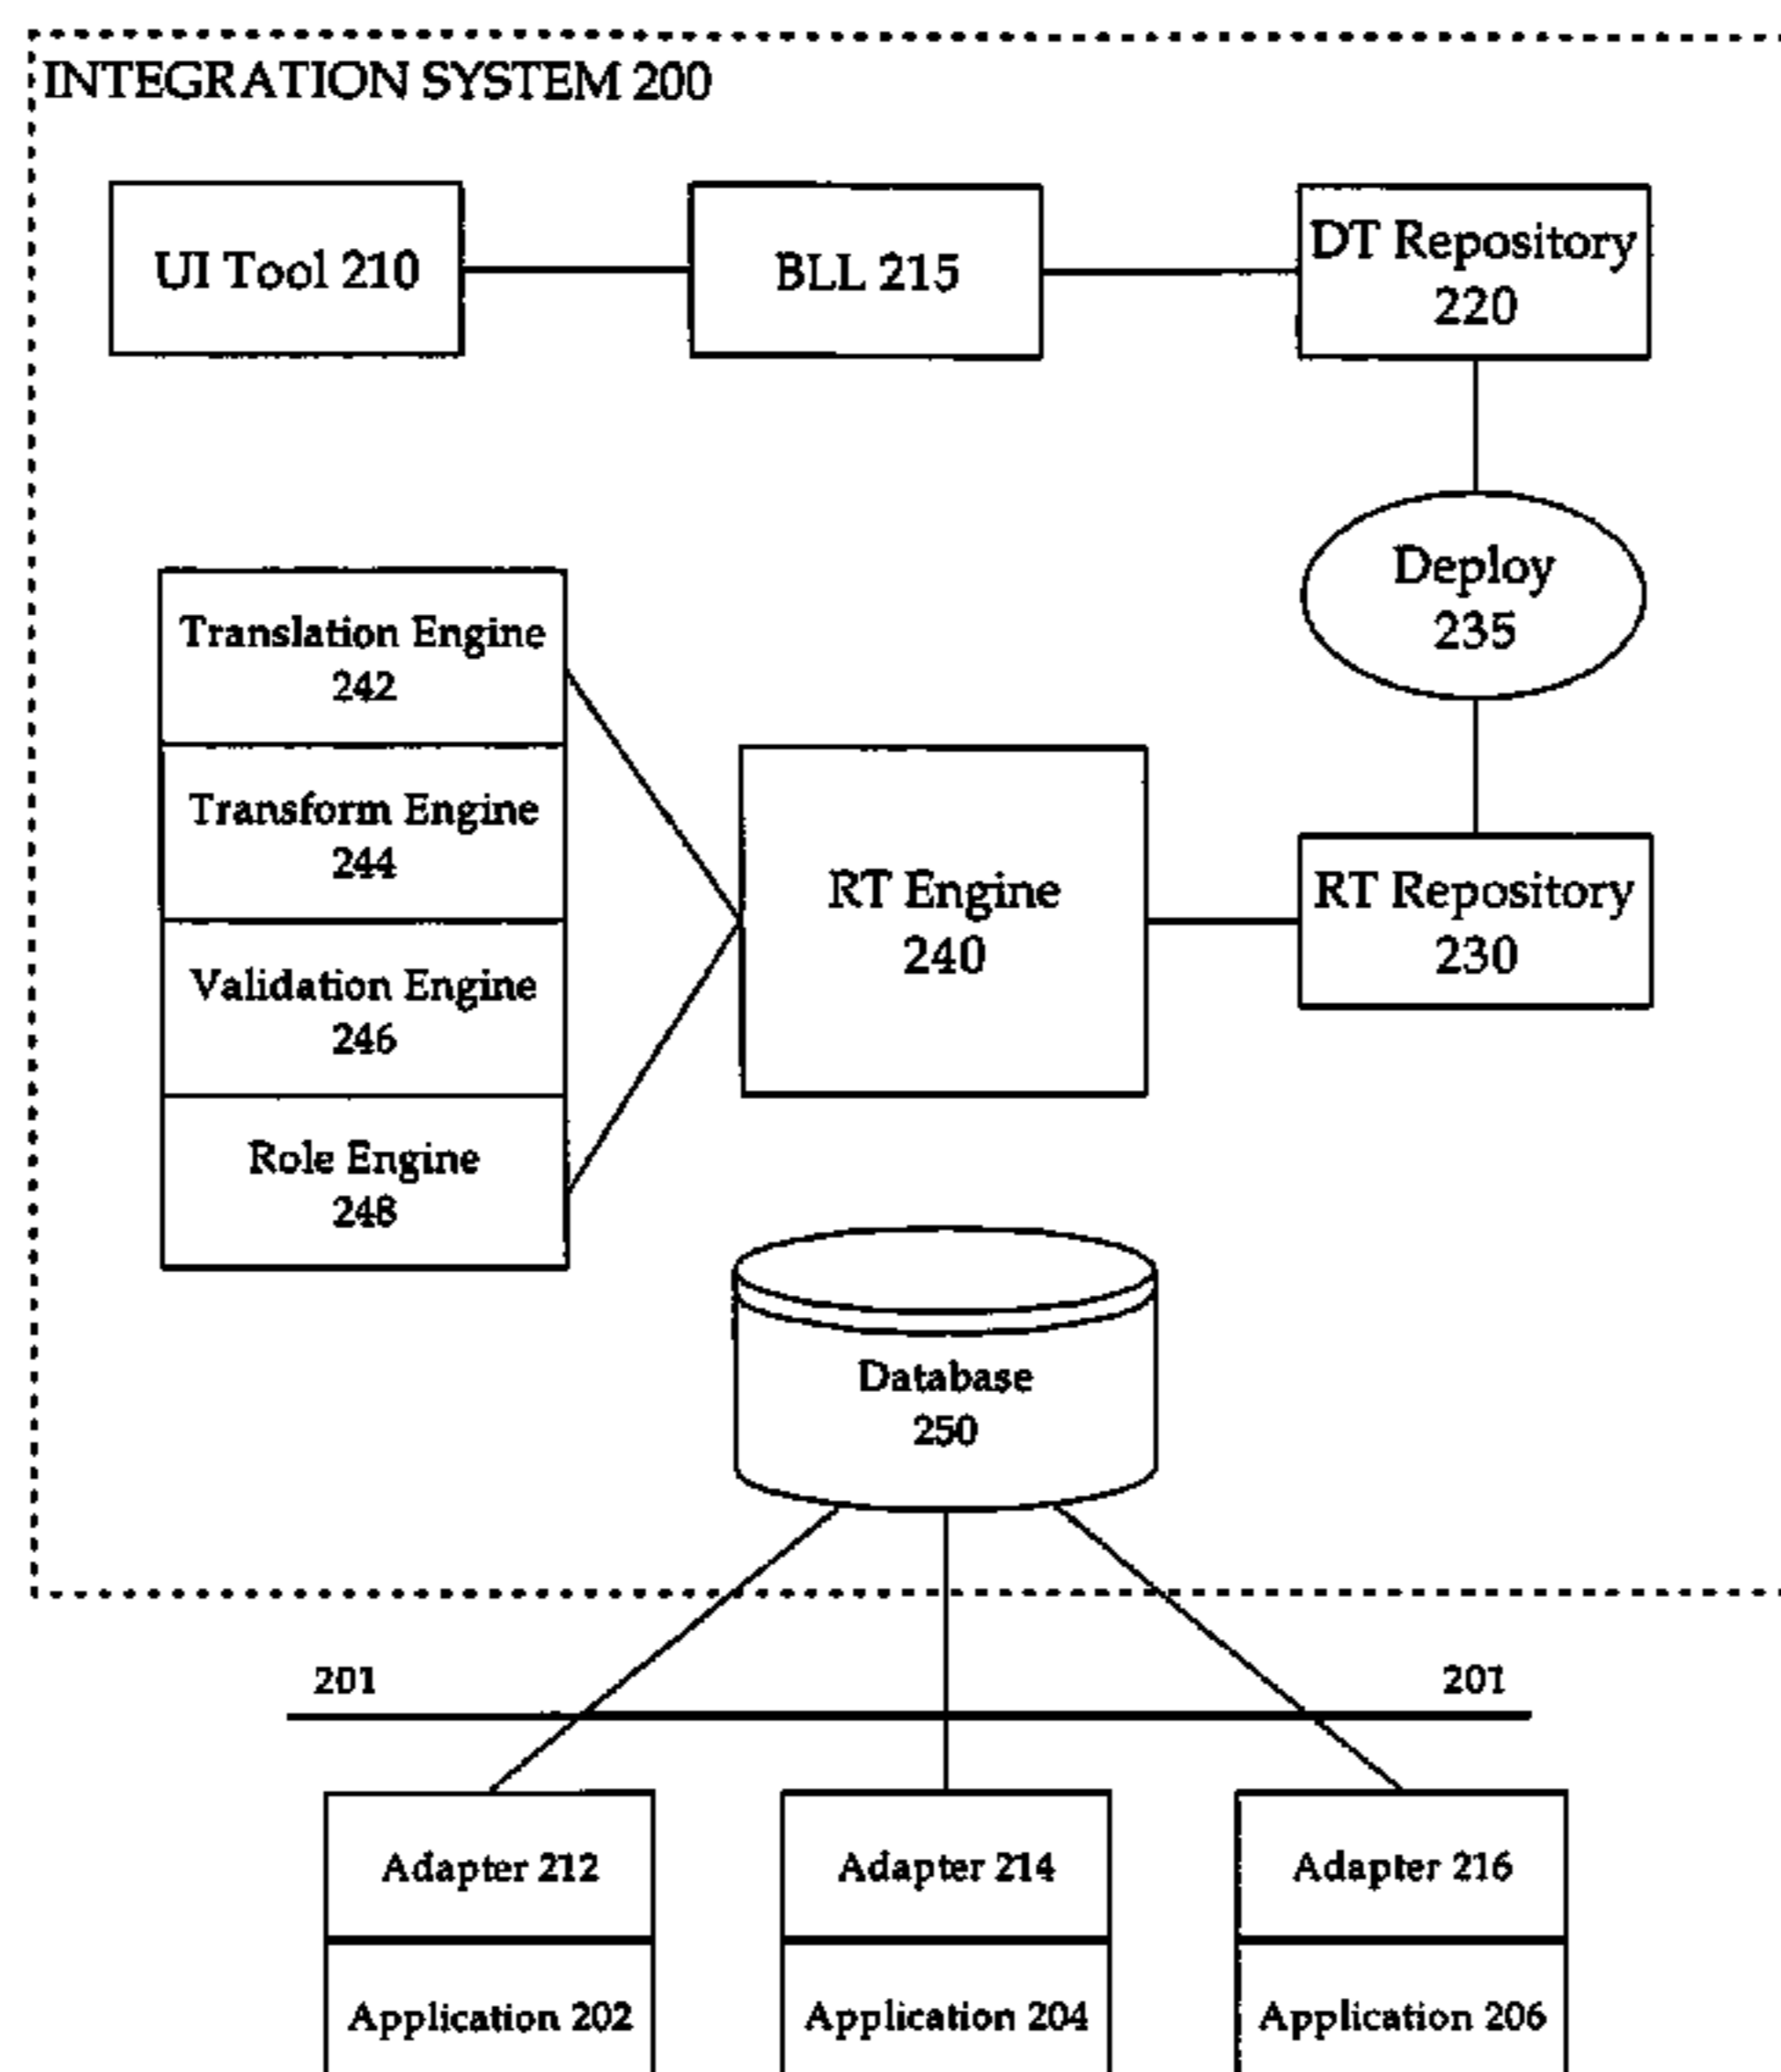 INTEGRATION SYSTEM 200
UI Tool 210
BLL 215
DT Repository
220
Deploy
235
Translation Engine
242
Transform Engine
244
Validation Engine
246
Role Engine
248
RT Engine
240
RT Repository
230
Database
250
201
201
Adapter 212
Adapter 214
Adapter 216
Application 202
Application 204
Application 206